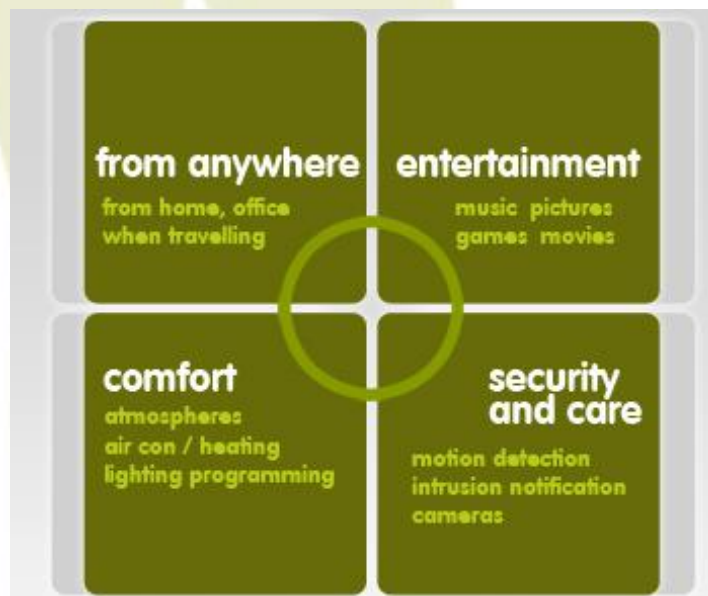 from anywhere
from home, office
when travelling
entertainment
music pictures
games movies
comfort
atmospheres
air con / heating
lighting programming
security
and care
motion detection
intrusion notification
cameras